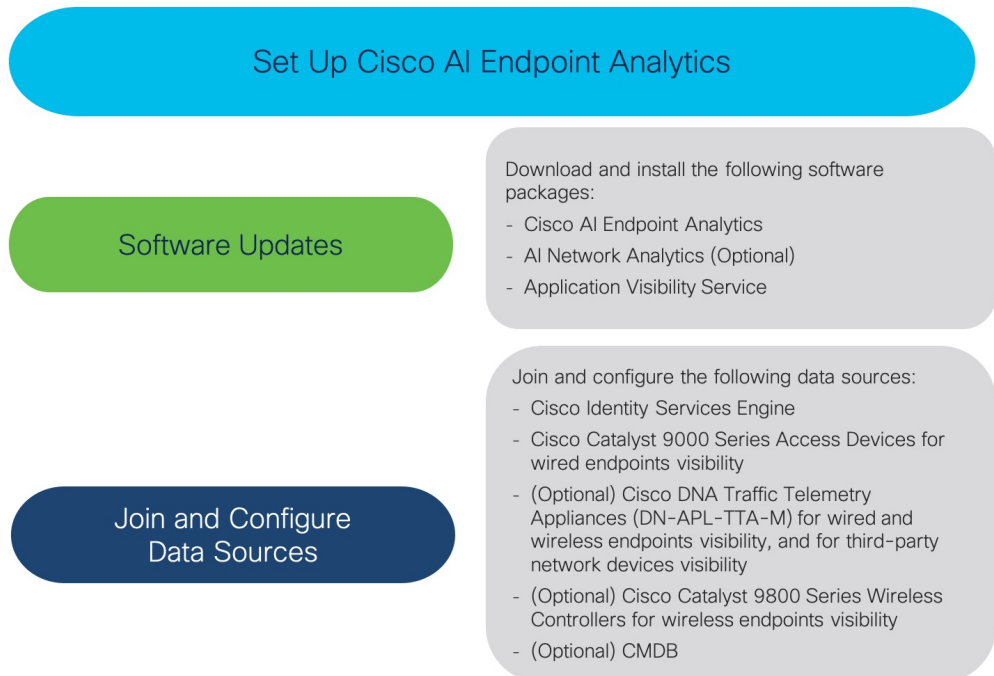 Set Up Cisco AI Endpoint Analytics
Software Updates
Download and install the following software
packages:
- Cisco AI Endpoint Analytics
- AI Network Analytics (Optional)
- Application Visibility Service
Join and Configure
Data Sources
Join and configure the following data sources:
- Cisco Identity Services Engine
- Cisco Catalyst 9000 Series Access Devices for
wired endpoints visibility
- (Optional) Cisco DNA Traffic Telemetry
Appliances (DN-APL-TTA-M) for wired and
wireless endpoints visibility, and for third-party
network devices visibility
- (Optional) Cisco Catalyst 9800 Series Wireless
Controllers for wireless endpoints visibility
- (Optional) CMDB